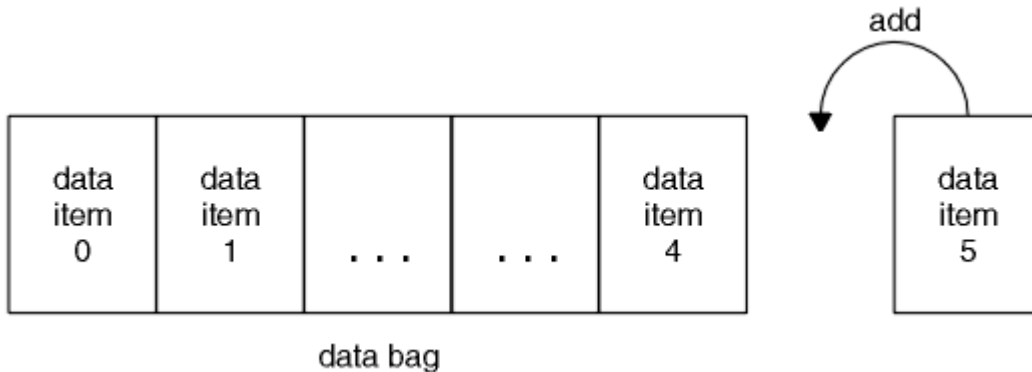 add
data
item
0
data
item
1
. . .
. . .
data
item
4
data
item
5
data bag